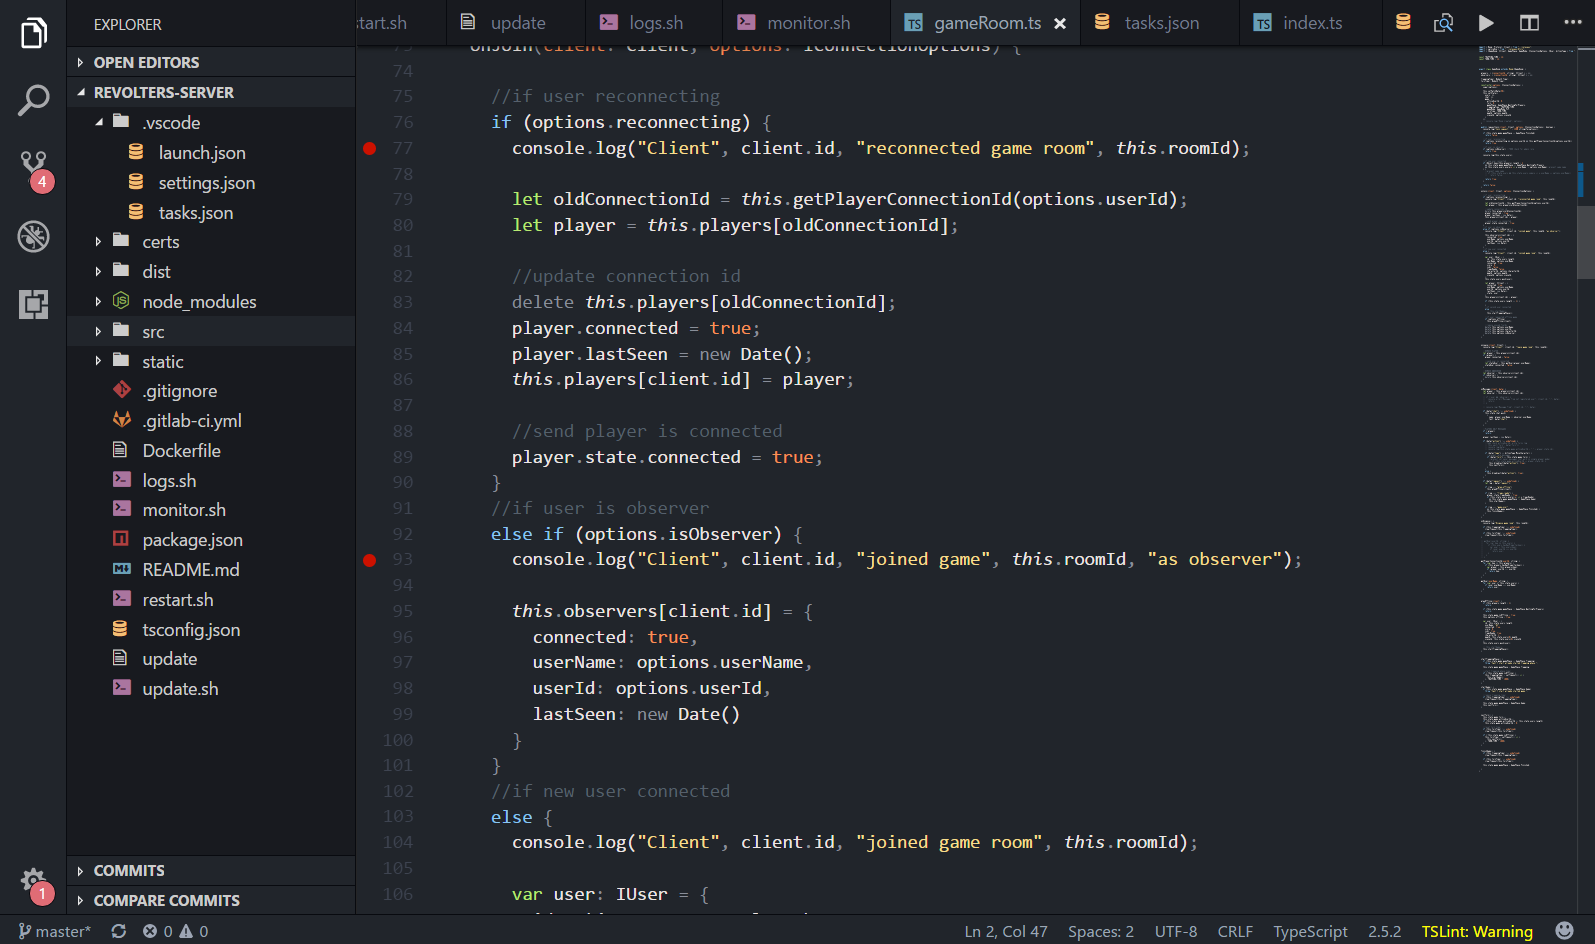 EXPLORER
OPEN EDITORS
REVOLTERS-SERVER
.vscode
launch.json
settings.json
tasks.json
certs
dist
node_modules
src
static
.gitignore
.gitlab-ci.yml
Dockerfile
logs.sh
monitor.sh
package.json
README.md
restart.sh
tsconfig.json
update
update.sh
COMMITS
COMPARE COMMITS
4
1
start.sh update logs.sh monitor.sh TS gameRoom.ts × tasks.json TS index.ts
73 onJoin(client: Client, options: IConnectionOptions) {
74
75 //if user reconnecting
76 if (options.reconnecting) {
77 console.log("Client", client.id, "reconnected game room", this.roomId);
78
79 let oldConnectionId = this.getPlayerConnectionId(options.userId);
80 let player = this.players[oldConnectionId];
81
82 //update connection id
83 delete this.players[oldConnectionId];
84 player.connected = true;
85 player.lastSeen = new Date();
86 this.players[client.id] = player;
87
88 //send player is connected
89 player.state.connected = true;
90 }
91 //if user is observer
92 else if (options.isObserver) {
93 console.log("Client", client.id, "joined game", this.roomId, "as observer");
94
95 this.observers[client.id] = {
96 connected: true,
97 userName: options.userName,
98 userId: options.userId,
99 lastSeen: new Date()
100 }
101 }
102 //if new user connected
103 else {
104 console.log("Client", client.id, "joined game room", this.roomId);
105
106 var user: IUser = {
master* 0 0 Ln 2, Col 47 Spaces: 2 UTF-8 CRLF TypeScript 2.5.2 TSLint: Warning